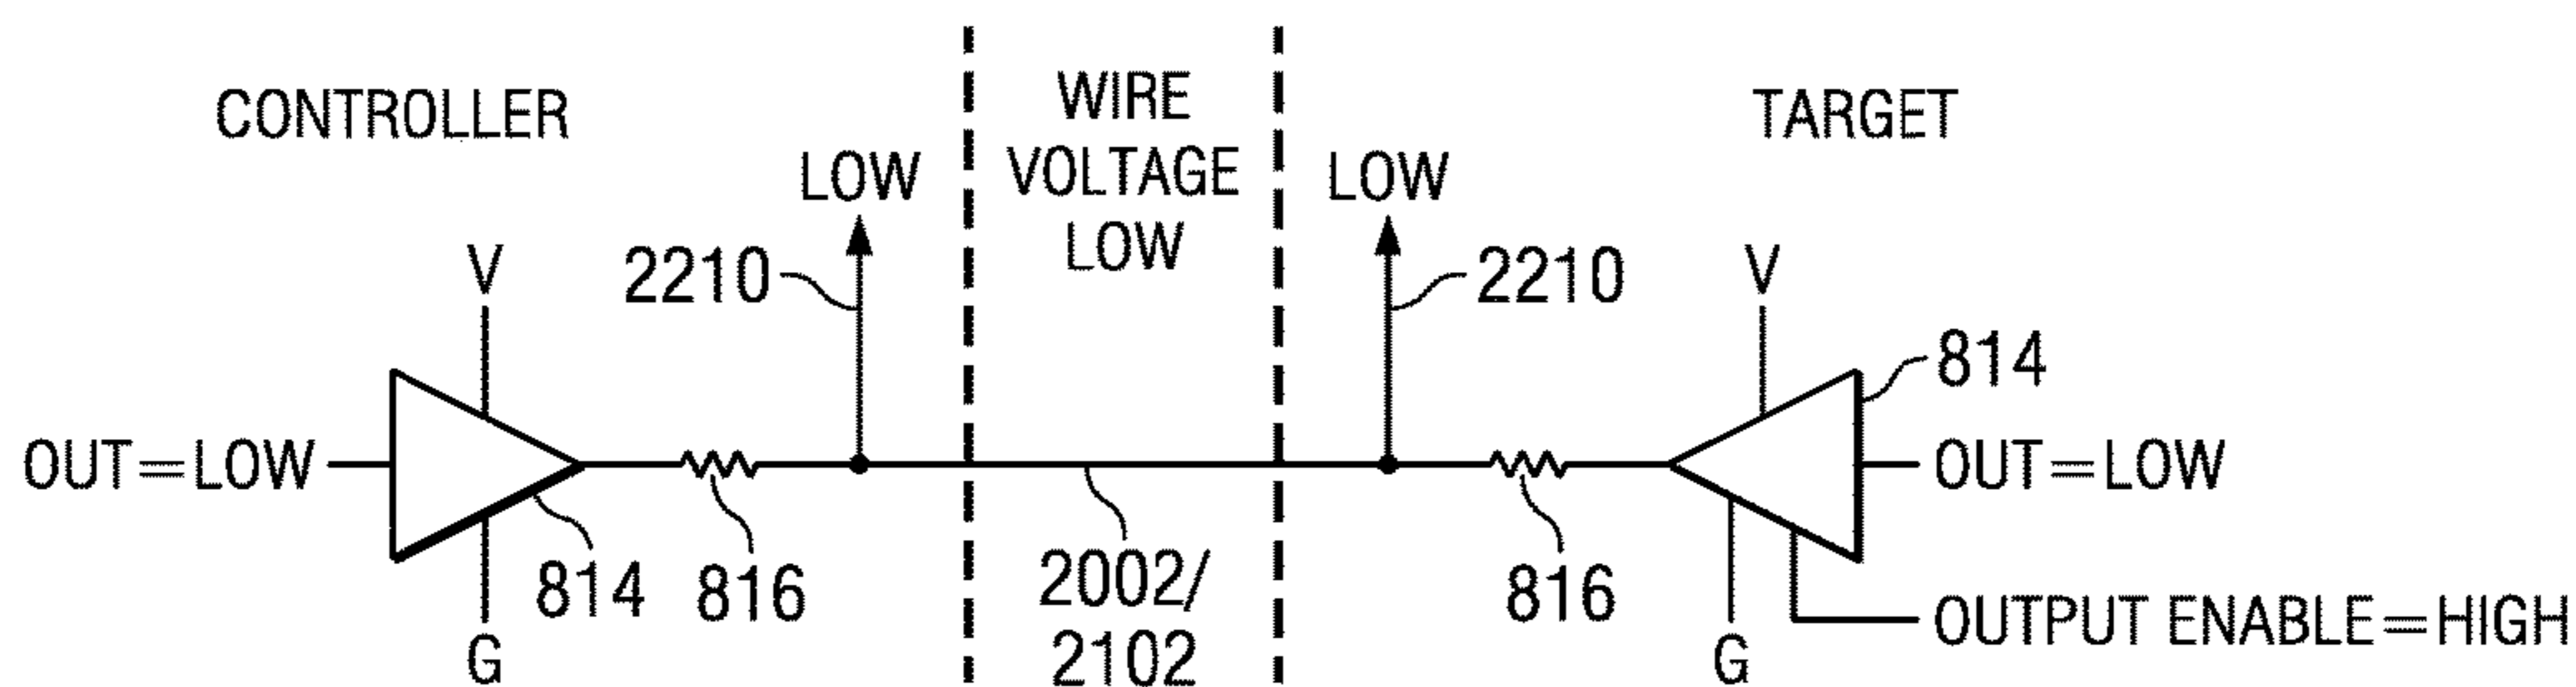 CONTROLLER
WIRE
VOLTAGE
LOW
TARGET
LOW
LOW
V
2210
2210
V
814
OUT=LOW
OUT=LOW
814
816
2002/
2102
816
OUTPUT ENABLE=HIGH
G
G